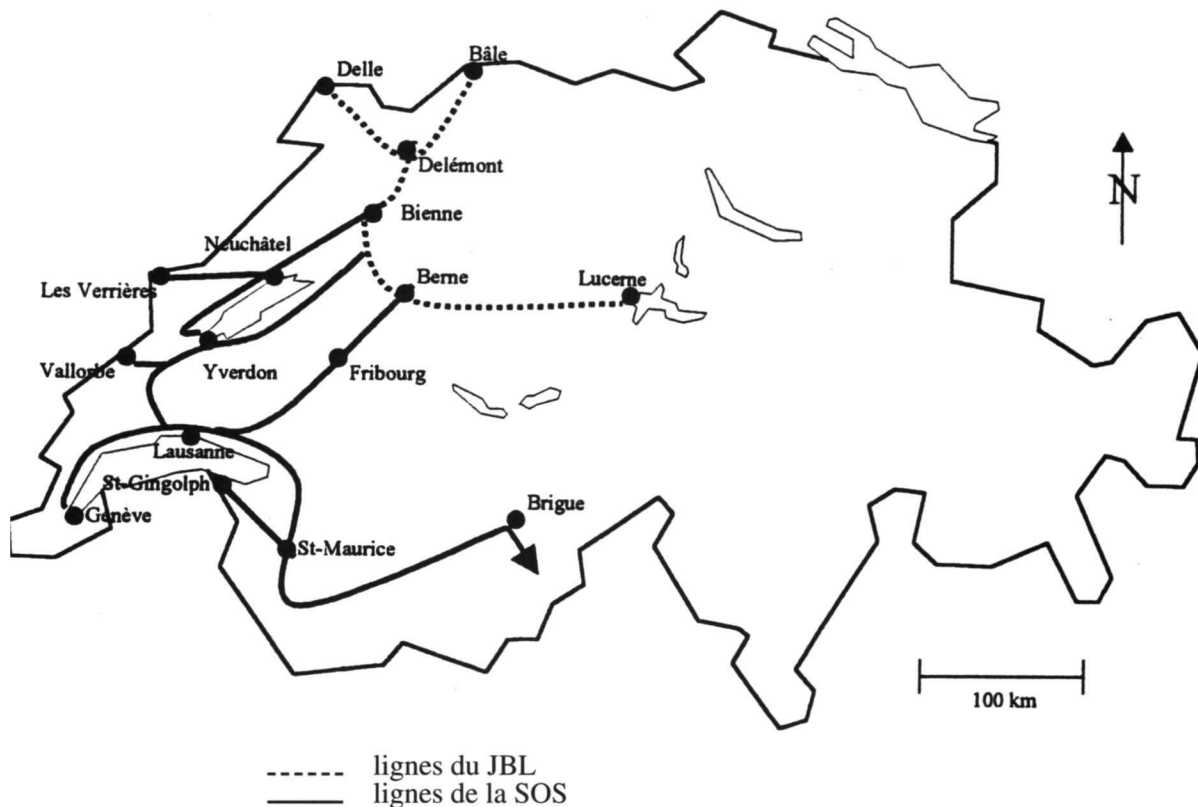 Bâle
Delle
Delémont
Bienne
Neuchâtel
Les Verrières
Berne
Lucerne
N
Vallorbe
Yverdon
Fribourg
Lausanne
St-Gingolph
Genève
Brigue
St-Maurice
100 km
lignes du JBL
lignes de la SOS